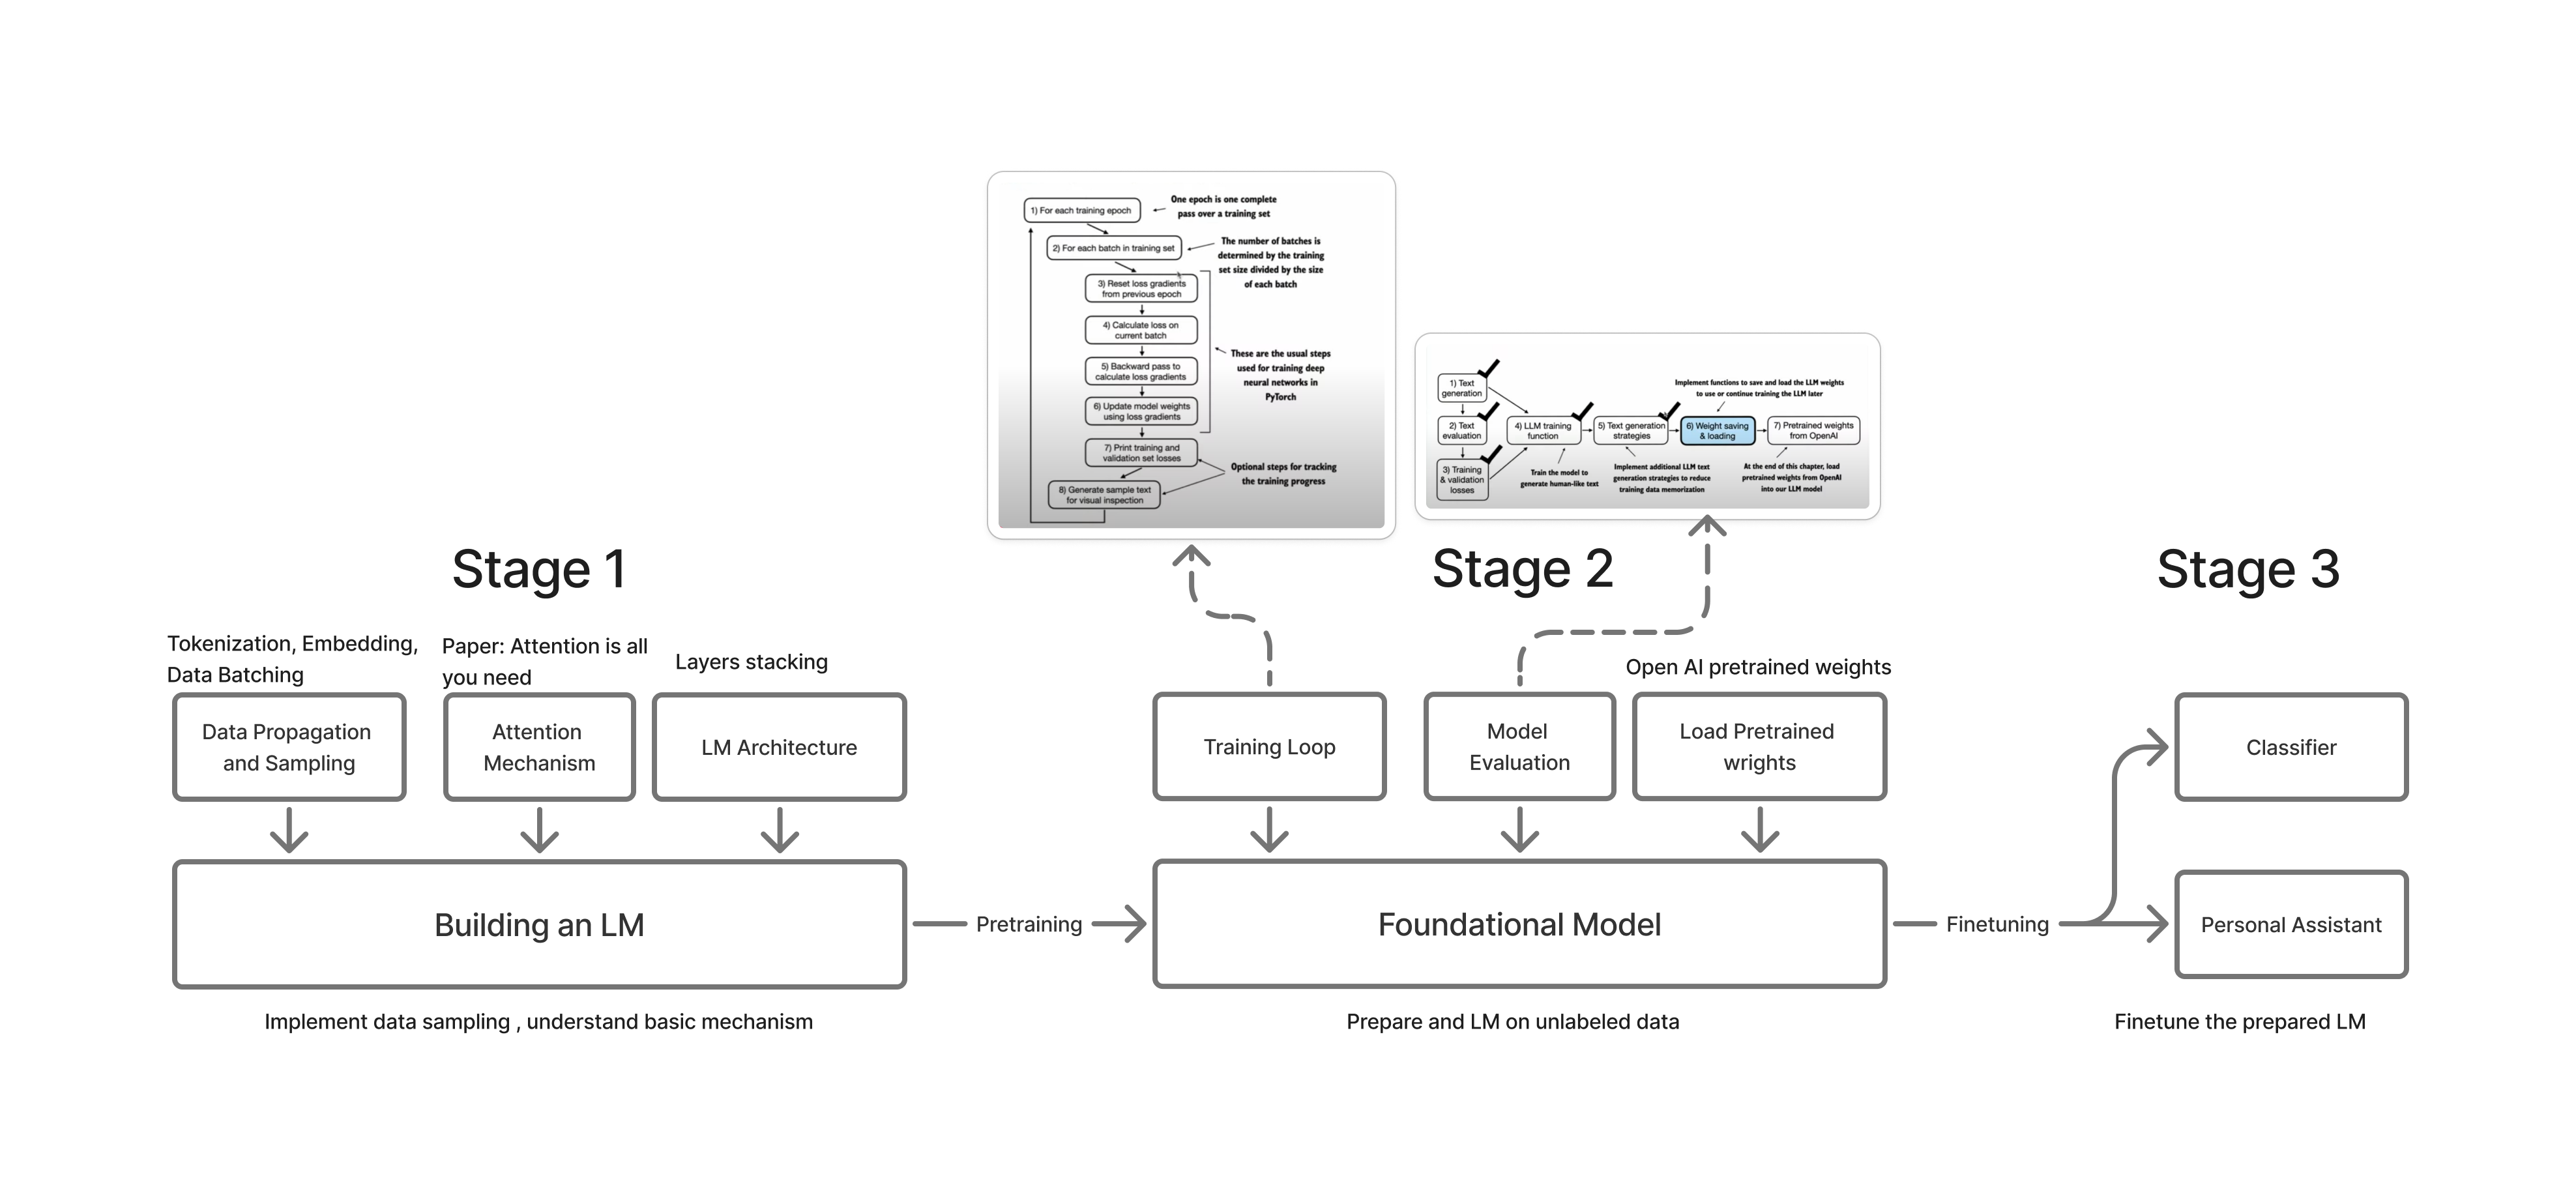 1) For each training epoch
One epoch is one complete
pass over a training set
2) For each batch in training set
The number of batches is
determined by the training
set size divided by the size
of each batch
3) Reset loss gradients
from previous epoch
4) Calculate loss on
current batch
5) Backward pass to
calculate loss gradients
6) Update model weights
using loss gradients
These are the usual steps
used for training deep
neural networks in
PyTorch
7) Print training and
validation set losses
8) Generate sample text
for visual inspection
Optional steps for tracking
the training progress
1) Text
generation
2) Text
evaluation
3) Training
& validation
losses
4) LLM training
function
5) Text generation
strategies
6) Weight saving
& loading
7) Pretrained weights
from OpenAI
Implement functions to save and load the LLM weights
to use or continue training the LLM later
Train the model to
generate human-like text
Implement additional LLM text
generation strategies to reduce
training data memorization
At the end of this chapter, load
pretrained weights from OpenAI
into our LLM model
Stage 1
Tokenization, Embedding,
Data Batching
Paper: Attention is all
you need
Layers stacking
Data Propagation
and Sampling
Attention
Mechanism
LM Architecture
Building an LM
Implement data sampling , understand basic mechanism
Pretraining
Stage 2
Open AI pretrained weights
Training Loop
Model
Evaluation
Load Pretrained
wrights
Foundational Model
Prepare and LM on unlabeled data
Finetuning
Stage 3
Classifier
Personal Assistant
Finetune the prepared LM